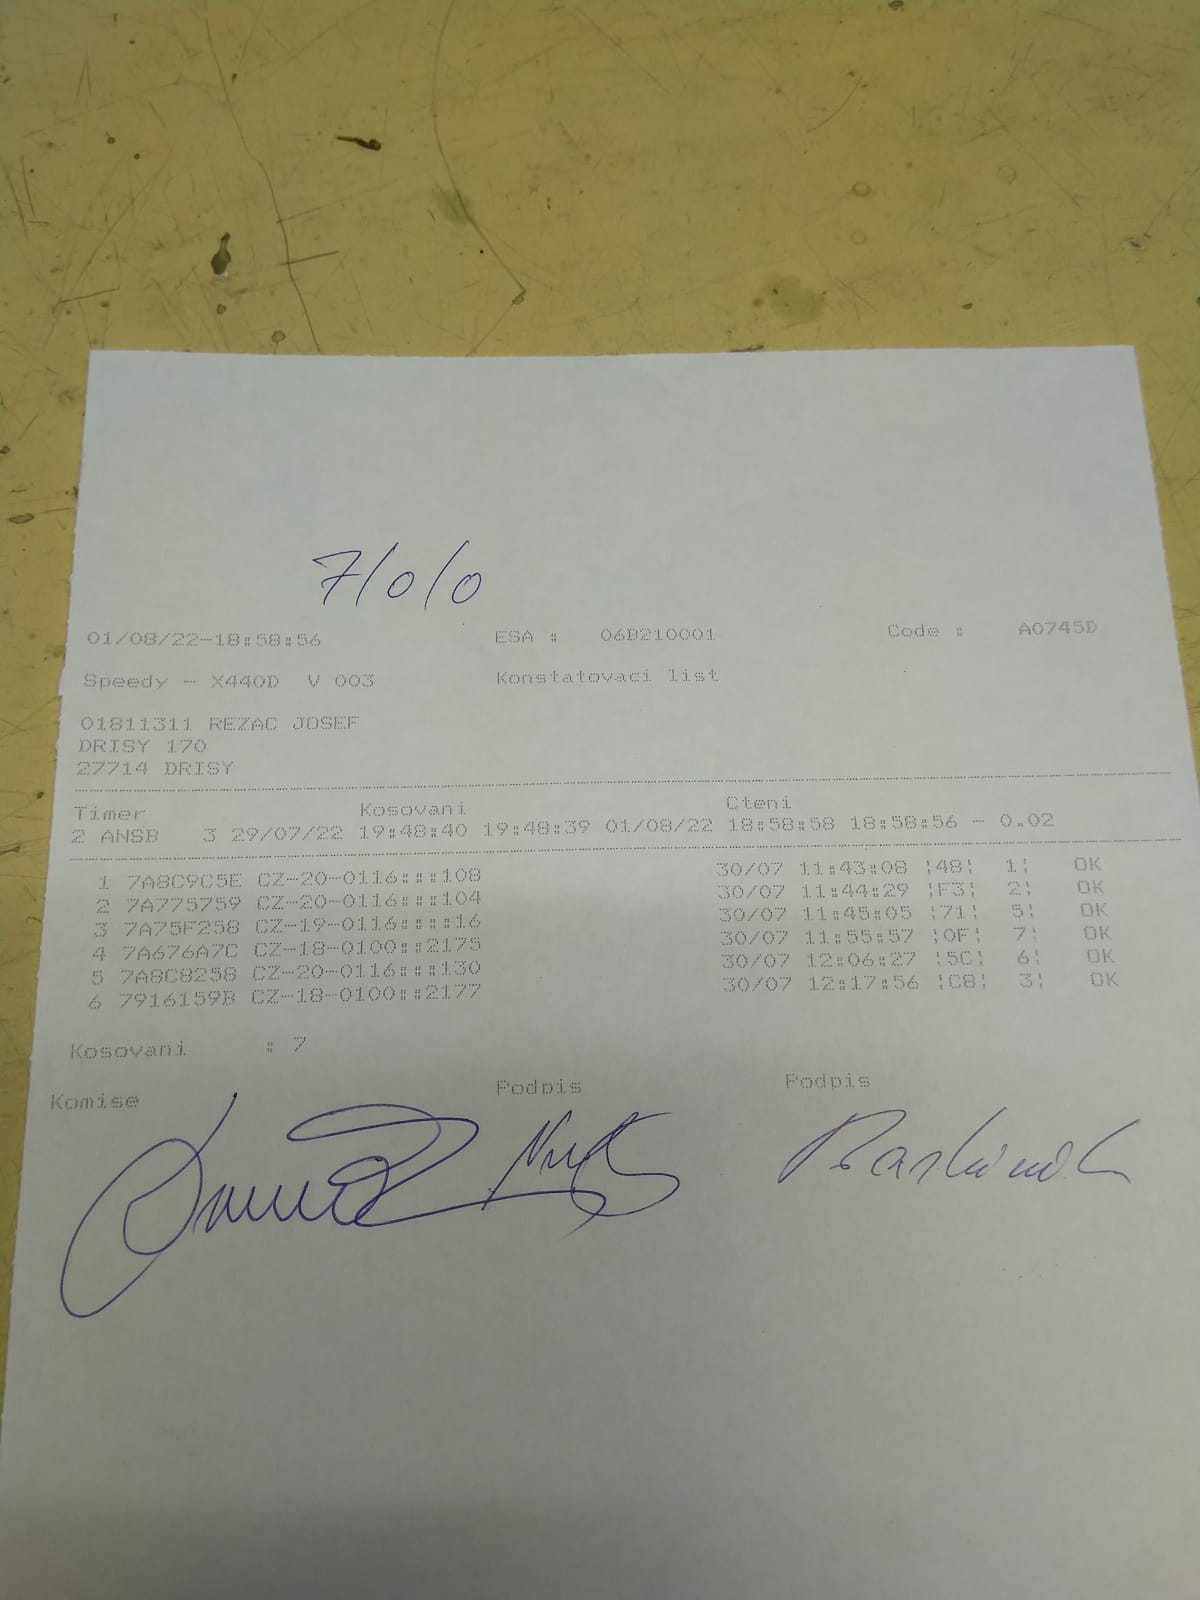 7/0/0
01/08/22-18:58:56 ESA : 06B210001 Code : A0745D
Speedy - X440D V 003 Konstatovaci list
01811311 REZAC JOSEF
DRISY 170
27714 DRISY
Timer Kosovani Cteni
2 ANSB 3 29/07/22 19:48:40 19:48:39 01/08/22 18:58:58 18:58:56 - 0.02
1 7A8C9C5E CZ-20-0116:::108 30/07 11:43:08 ¦48¦ 1¦ OK
2 7A775759 CZ-20-0116:::104 30/07 11:44:29 ¦F3¦ 2¦ OK
3 7A75F258 CZ-19-0116::::16 30/07 11:45:05 ¦71¦ 5¦ OK
4 7A676A7C CZ-18-0100::2175 30/07 11:55:57 ¦0F¦ 7¦ OK
5 7A8C8258 CZ-20-0116:::130 30/07 12:06:27 ¦5C¦ 6¦ OK
6 7916159B CZ-18-0100::2177 30/07 12:17:56 ¦C8¦ 3¦ OK
Kosovani : 7
Komise Podpis Podpis